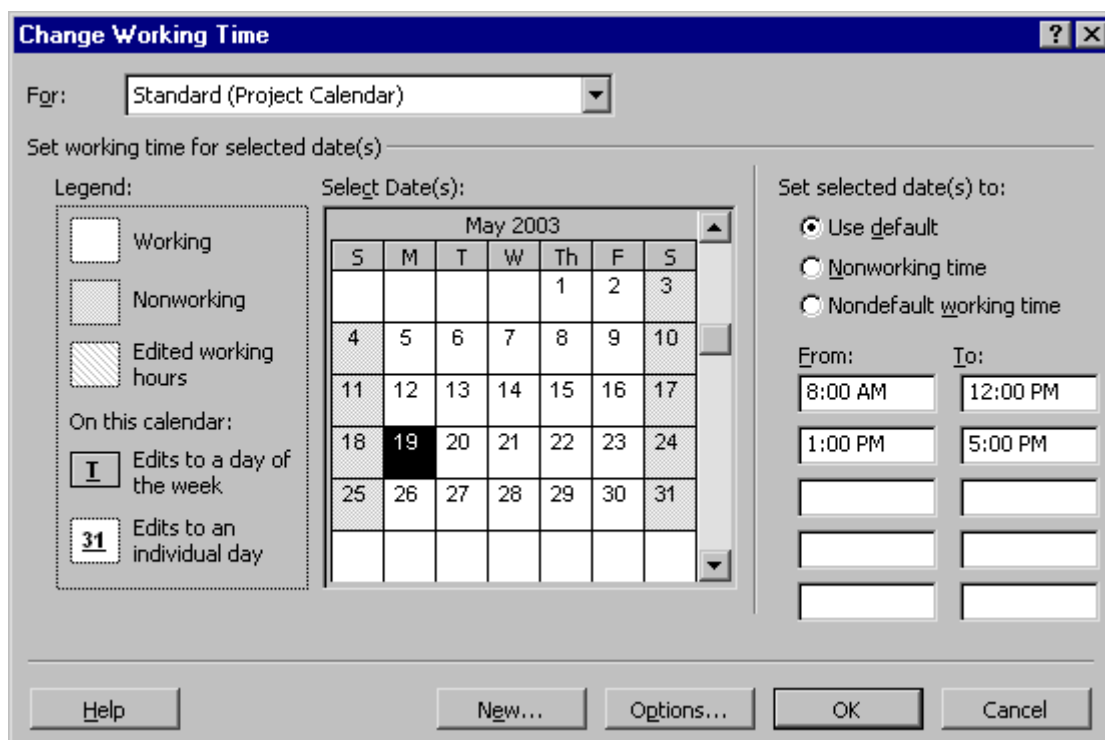 Change Working Time
For: Standard (Project Calendar)
Set working time for selected date(s)
Legend:
Working
Nonworking
Edited working
hours
On this calendar:
T Edits to a day of
the week
31 Edits to an
individual day
Select Date(s):
May 2003
S M T W Th F S
1 2 3
4 5 6 7 8 9 10
11 12 13 14 15 16 17
18 19 20 21 22 23 24
25 26 27 28 29 30 31
Set selected date(s) to:
Use default
Nonworking time
Nondefault working time
From: To:
8:00 AM 12:00 PM
1:00 PM 5:00 PM
Help New... Options... OK Cancel